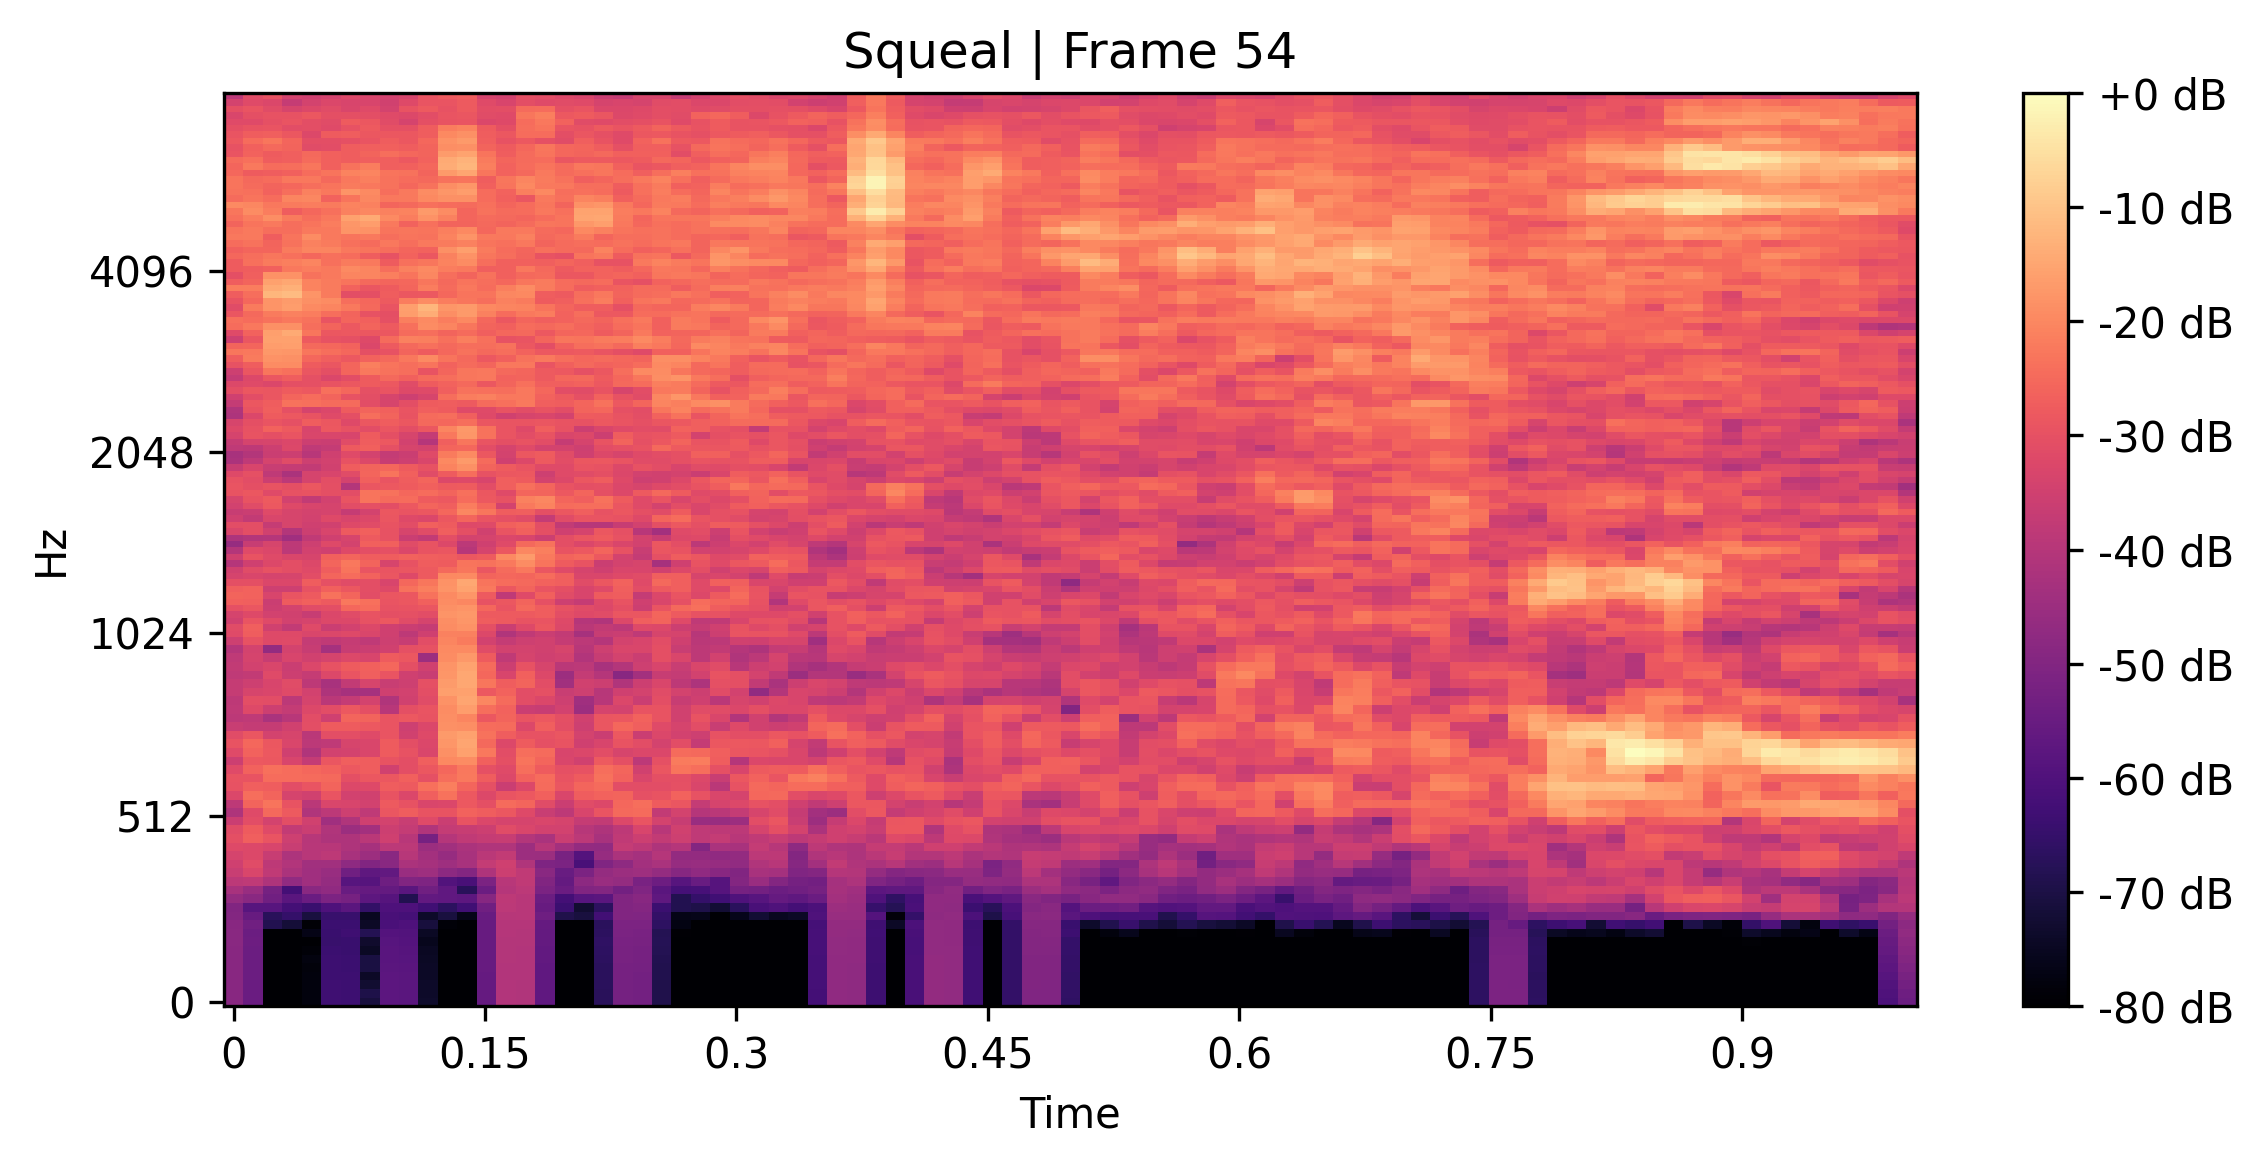 Squeal | Frame 54
+0 dB
-10 dB
-20 dB
-30 dB
-40 dB
-50 dB
-60 dB
-70 dB
-80 dB
Hz
4096
2048
1024
512
0
0 0.15 0.3 0.45 0.6 0.75 0.9
Time